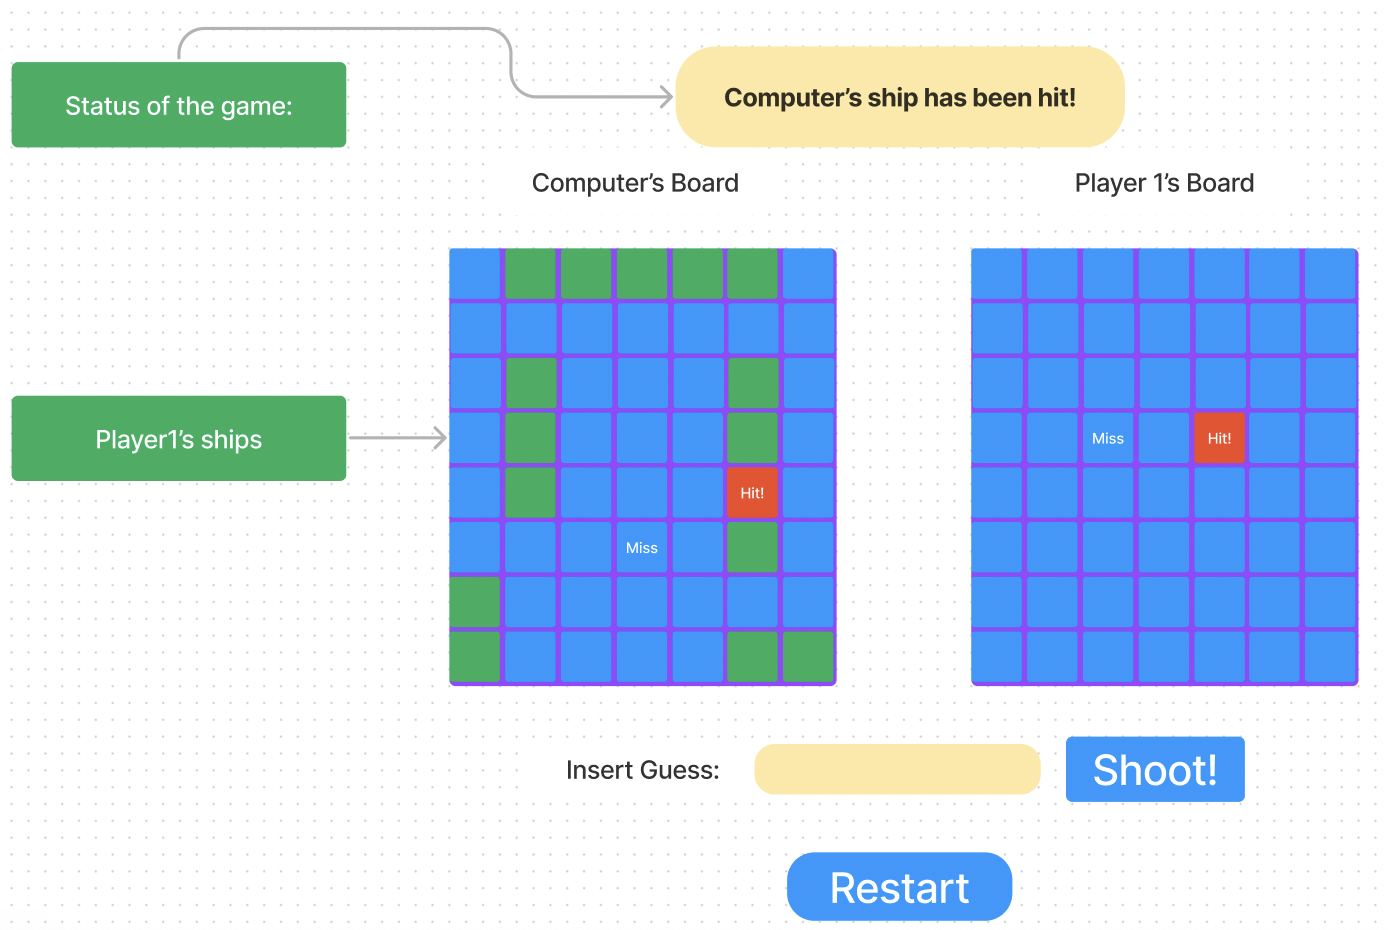 Status of the game:
Computer’s ship has been hit!
Computer’s Board
Player 1’s Board
Player1’s ships
Miss
Hit!
Hit!
Miss
Insert Guess:
Shoot!
Restart